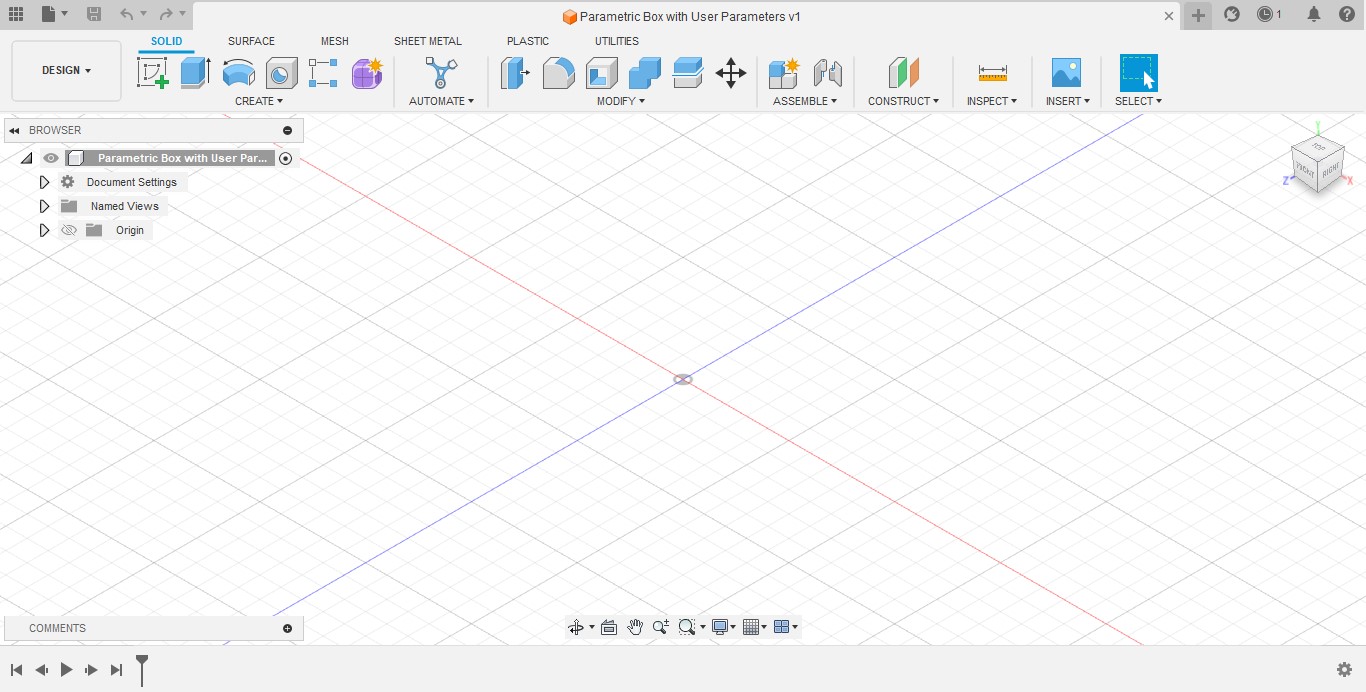 Parametric Box with User Parameters v1
1
DESIGN
SOLID
SURFACE
MESH
SHEET METAL
PLASTIC
UTILITIES
CREATE
AUTOMATE
MODIFY
ASSEMBLE
CONSTRUCT
INSPECT
INSERT
SELECT
BROWSER
Parametric Box with User Par...
Document Settings
Named Views
Origin
Y
TOP
FRONT
RIGHT
Z
X
COMMENTS